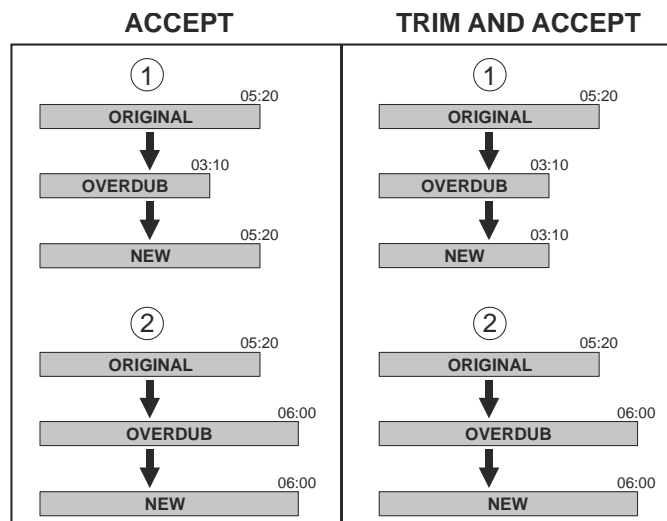 ACCEPT
1
05:20
ORIGINAL
03:10
OVERDUB
05:20
NEW
2
05:20
ORIGINAL
06:00
OVERDUB
06:00
NEW
TRIM AND ACCEPT
1
05:20
ORIGINAL
03:10
OVERDUB
03:10
NEW
2
05:20
ORIGINAL
06:00
OVERDUB
06:00
NEW